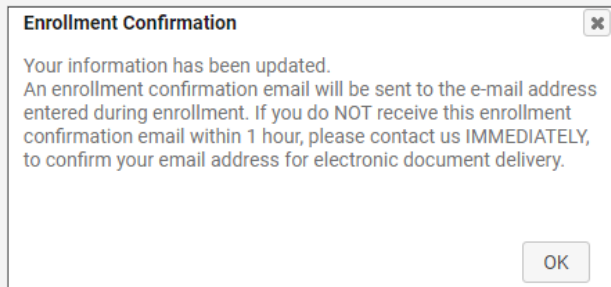 Enrollment Confirmation
Your information has been updated.
An enrollment confirmation email will be sent to the e-mail address
entered during enrollment. If you do NOT receive this enrollment
confirmation email within 1 hour, please contact us IMMEDIATELY,
to confirm your email address for electronic document delivery.
OK